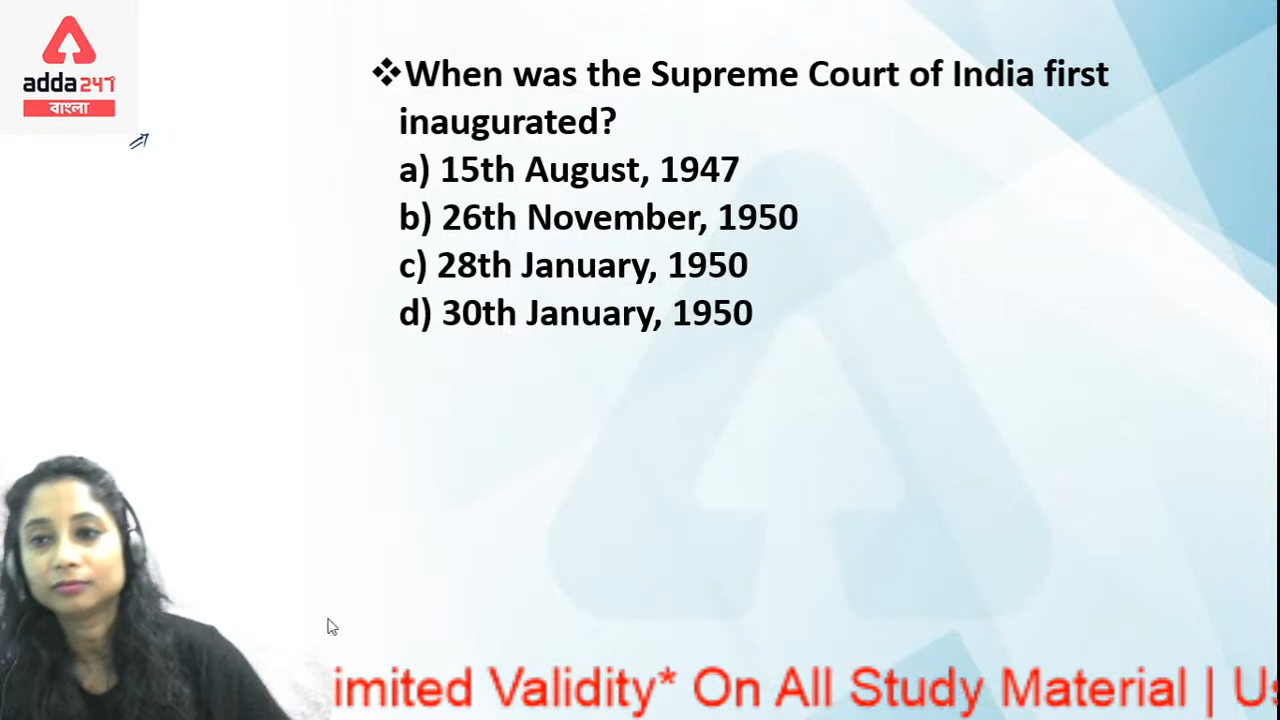 adda247
বাংলা
❖When was the Supreme Court of India first
inaugurated?
a) 15th August, 1947
b) 26th November, 1950
c) 28th January, 1950
d) 30th January, 1950
imited Validity* On All Study Material | Us